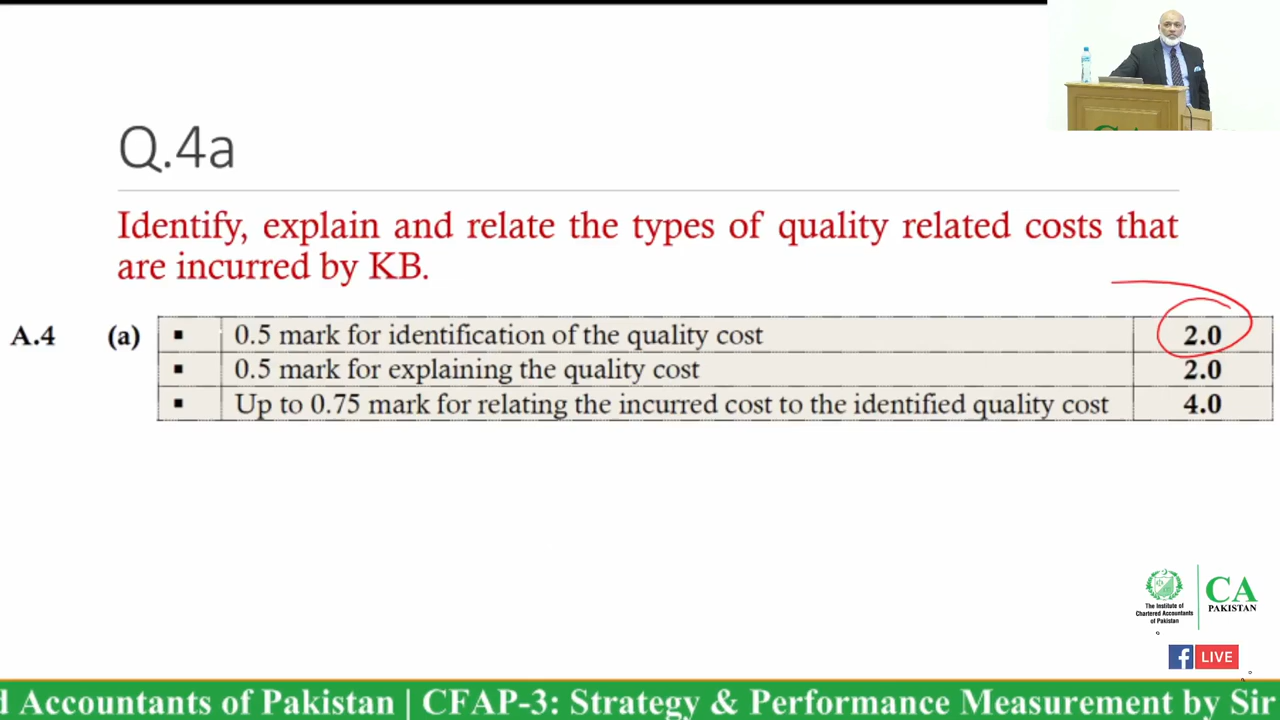 Q.4a
Identify, explain and relate the types of quality related costs that
are incurred by KB.
A.4 (a) ▪ 0.5 mark for identification of the quality cost 2.0
▪ 0.5 mark for explaining the quality cost 2.0
▪ Up to 0.75 mark for relating the incurred cost to the identified quality cost 4.0
The Institute of
Chartered Accountants
of Pakistan
CA
PAKISTAN
f LIVE
d Accountants of Pakistan | CFAP-3: Strategy & Performance Measurement by Sir